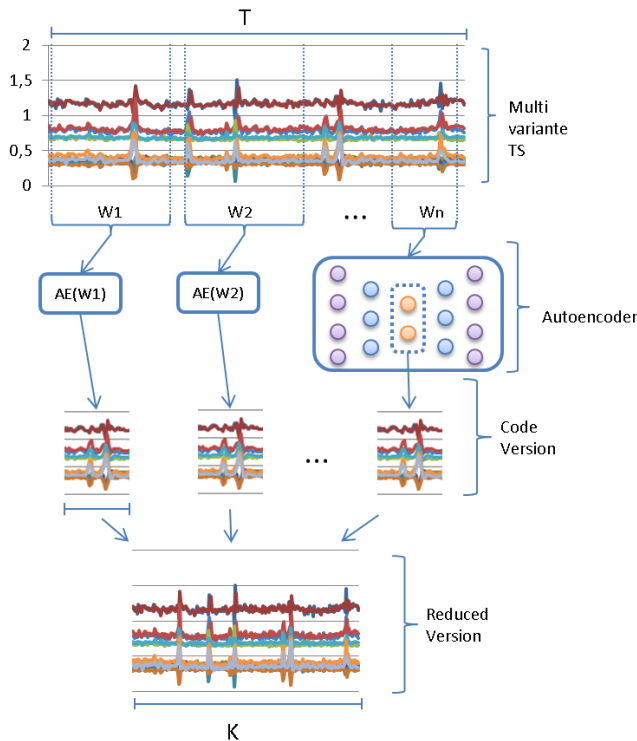 T
2
1,5
1
0,5
0
Multi
variante
TS
W1
W2
...
Wn
AE(W1)
AE(W2)
Autoencoder
Code
Version
...
Reduced
Version
K